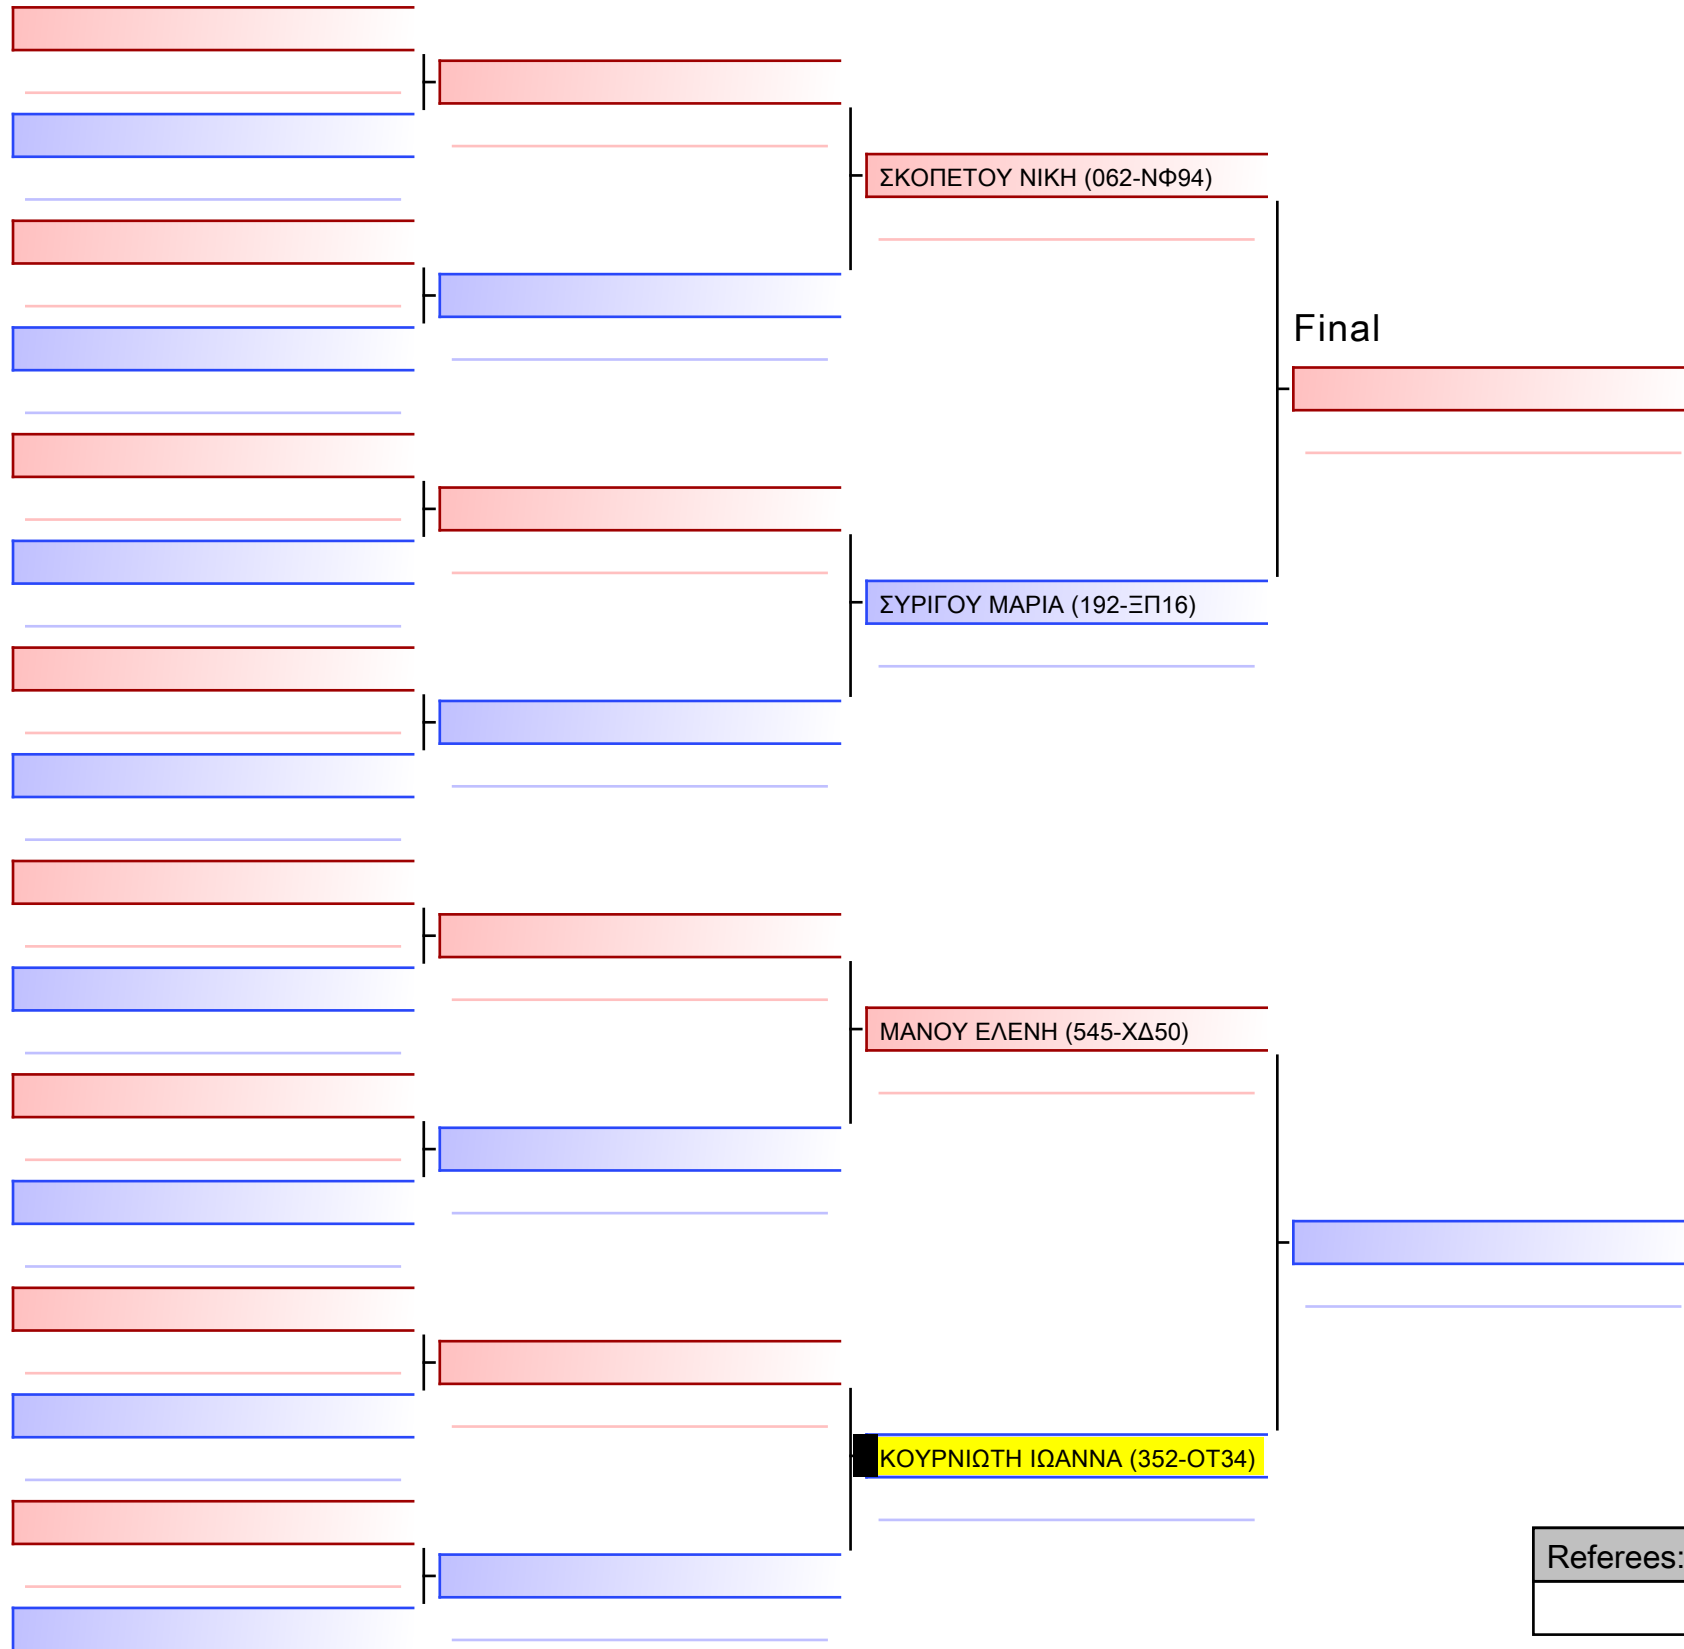 ΣΚΟΠΕΤΟΥ ΝΙΚΗ (062-ΝΦ94)
Final
ΣΥΡΙΓΟΥ ΜΑΡΙΑ (192-ΞΠ16)
ΜΑΝΟΥ ΕΛΕΝΗ (545-ΧΔ50)
ΚΟΥΡΝΙΩΤΗ ΙΩΑΝΝΑ (352-ΟΤ34)
Referees: